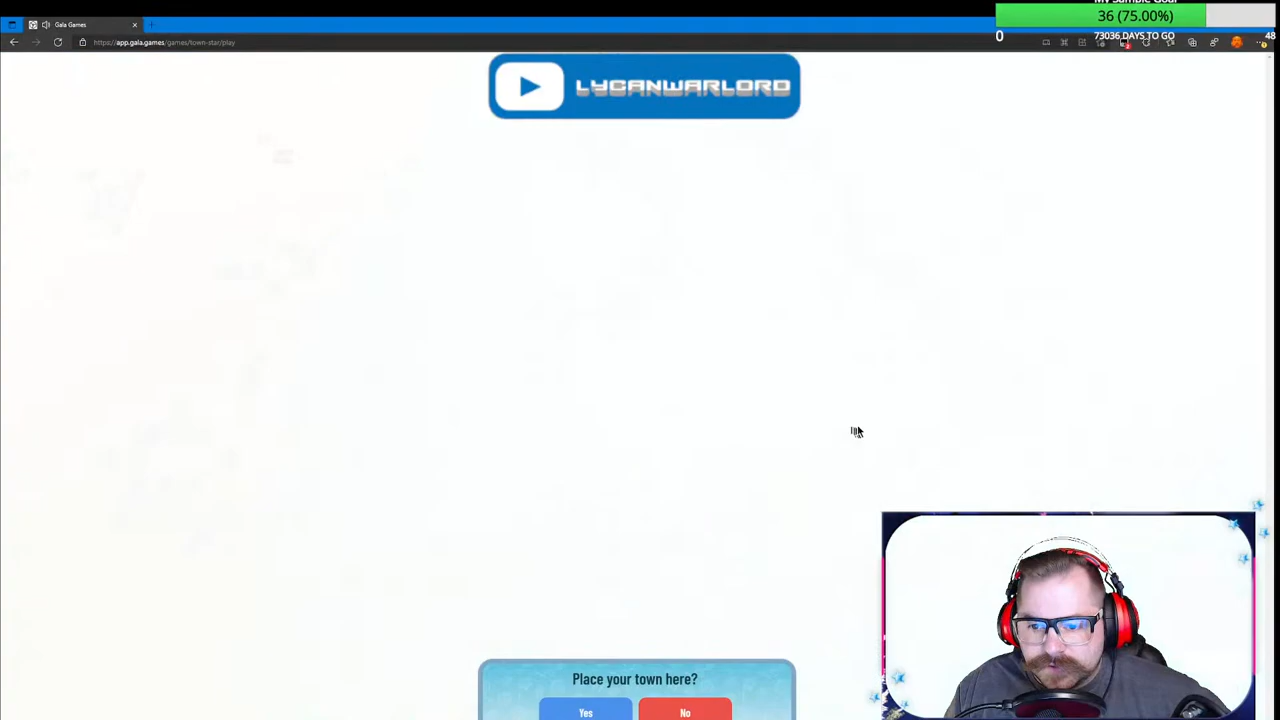 My Sample Goal
Gala Games
36 (75.00%)
0
73036 DAYS TO GO
48
https://app.gala.games/games/town-star/play
LYCANWARLORD
Place your town here?
Yes
No